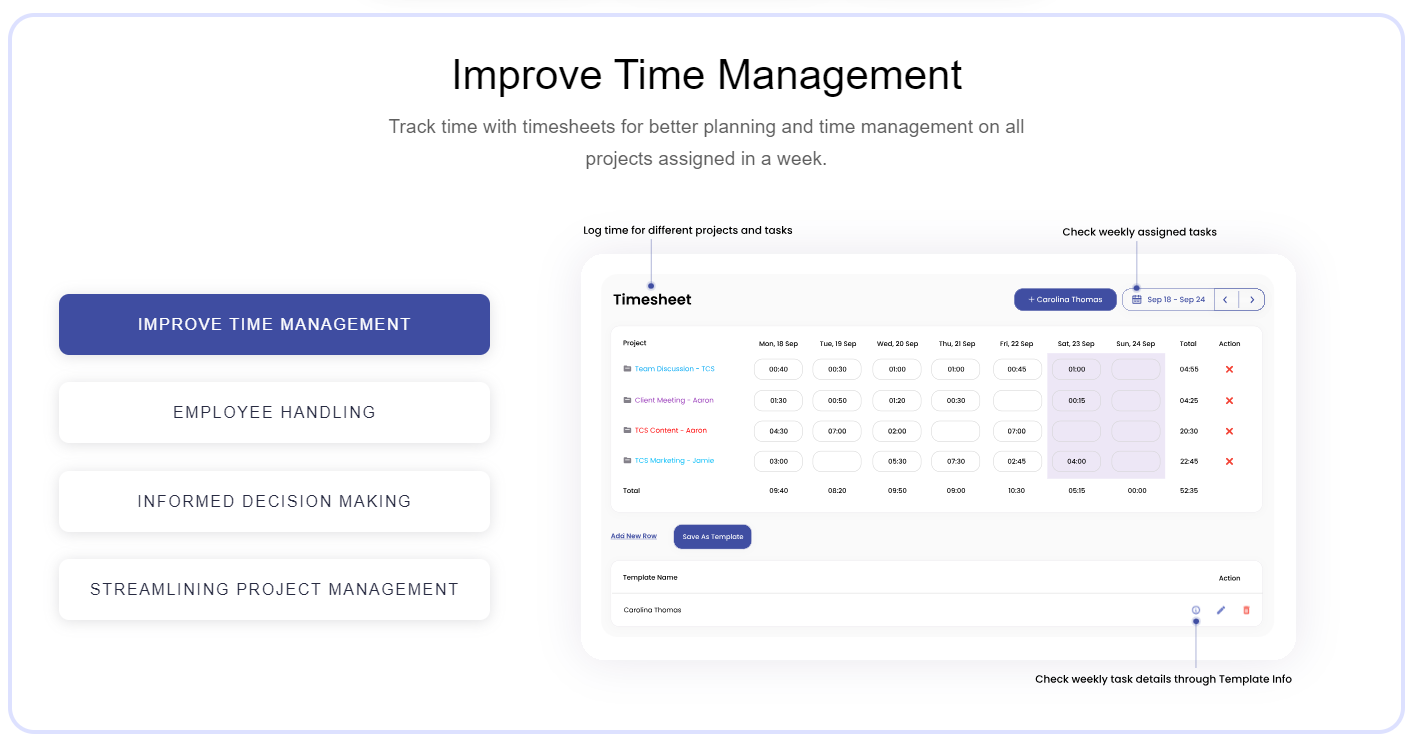 Improve Time Management
Track time with timesheets for better planning and time management on all
projects assigned in a week.
IMPROVE TIME MANAGEMENT
EMPLOYEE HANDLING
INFORMED DECISION MAKING
STREAMLINING PROJECT MANAGEMENT
Log time for different projects and tasks
Check weekly assigned tasks
Timesheet
+ Carolina Thomas
Sep 18 - Sep 24
Project Mon, 18 Sep Tue, 19 Sep Wed, 20 Sep Thu, 21 Sep Fri, 22 Sep Sat, 23 Sep Sun, 24 Sep Total Action
Team Discussion - TCS 00:40 00:30 01:00 01:00 00:45 01:00 04:55
Client Meeting - Aaron 01:30 00:50 01:20 00:30 00:15 04:25
TCS Content - Aaron 04:30 07:00 02:00 07:00 20:30
TCS Marketing - Jamie 03:00 05:30 07:30 02:45 04:00 22:45
Total 09:40 08:20 09:50 09:00 10:30 05:15 00:00 52:35
Add New Row
Save As Template
Template Name Action
Carolina Thomas
Check weekly task details through Template Info